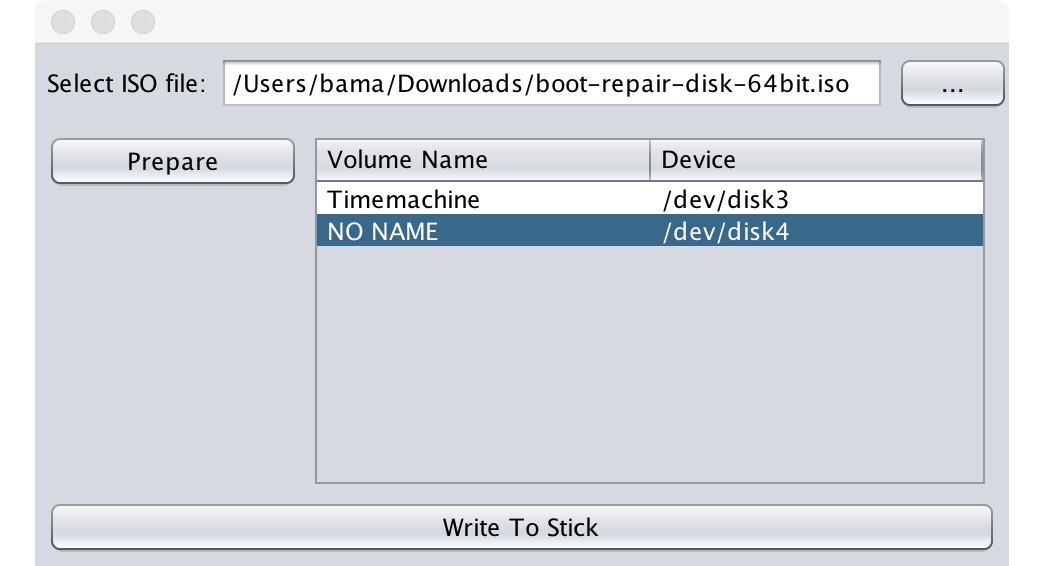 Select ISO file: /Users/bama/Downloads/boot-repair-disk-64bit.iso ...
Prepare
Volume Name Device
Timemachine /dev/disk3
NO NAME /dev/disk4
Write To Stick